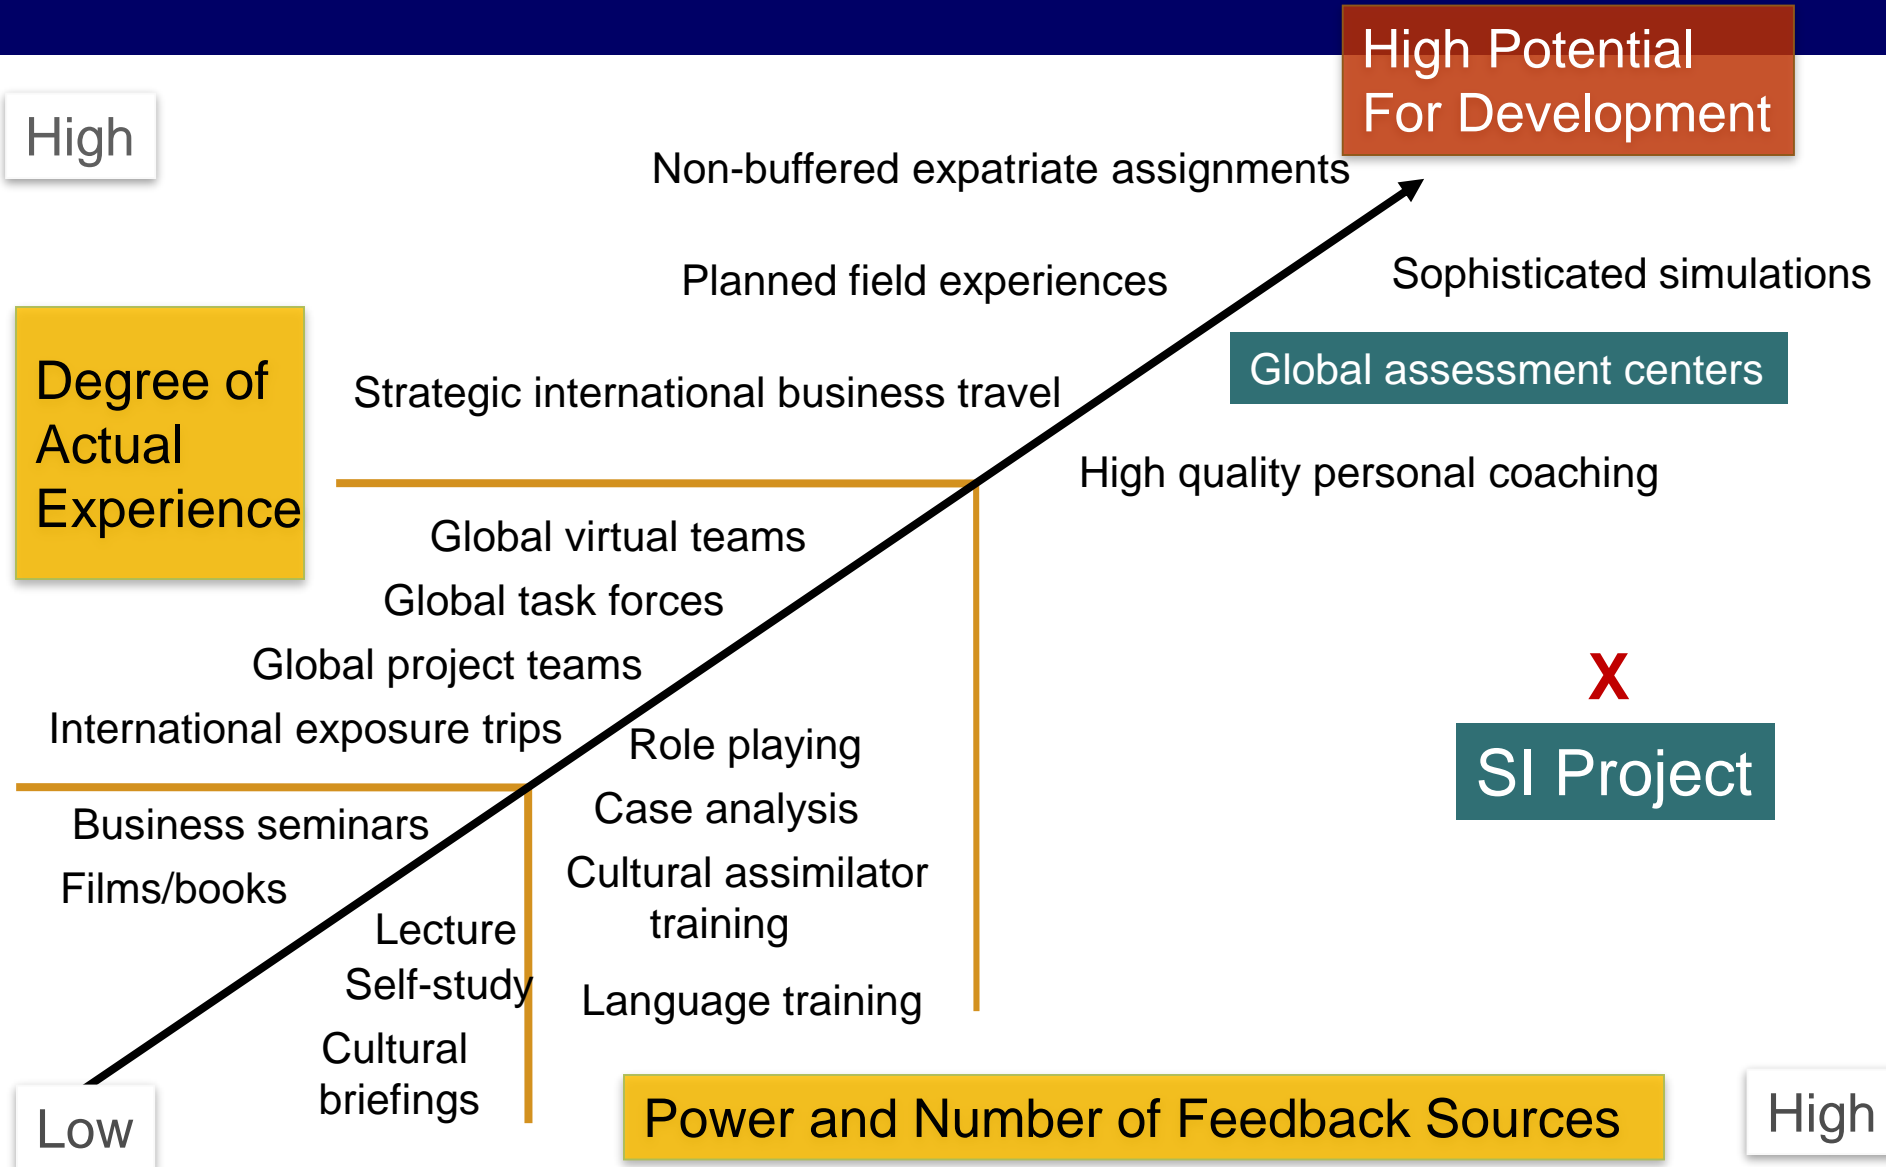 High Potential
For Development
High
Non-buffered expatriate assignments
Planned field experiences
Sophisticated simulations
Degree of
Actual
Experience
Global assessment centers
Strategic international business travel
High quality personal coaching
Global virtual teams
Global task forces
Global project teams
X
International exposure trips
Role playing
SI Project
Business seminars
Case analysis
Films/books
Cultural assimilator
training
Lecture
Self-study
Language training
Cultural
briefings
Low
Power and Number of Feedback Sources
High